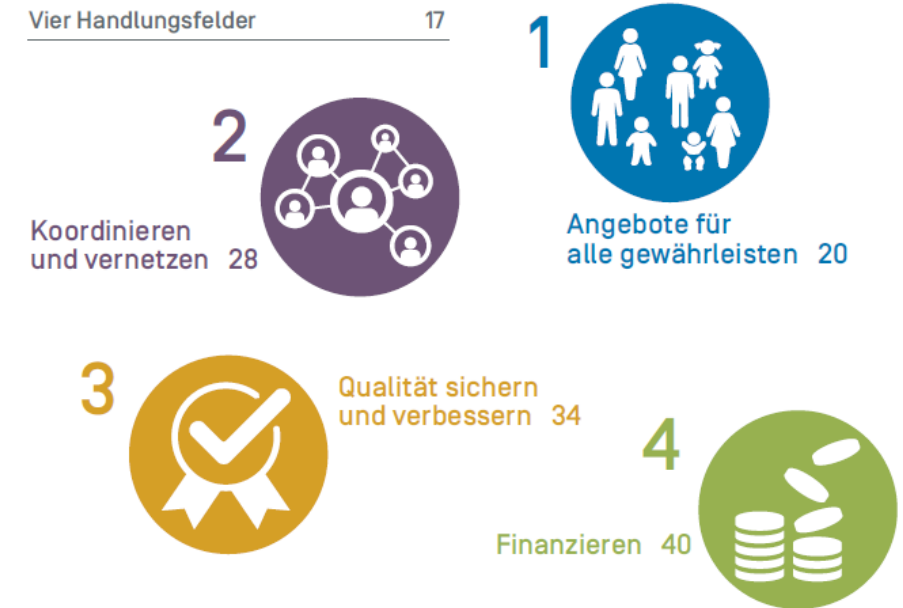 Vier Handlungsfelder 17
1
Angebote für
alle gewährleisten 20
2
Koordinieren
und vernetzen 28
3
Qualität sichern
und verbessern 34
4
Finanzieren 40